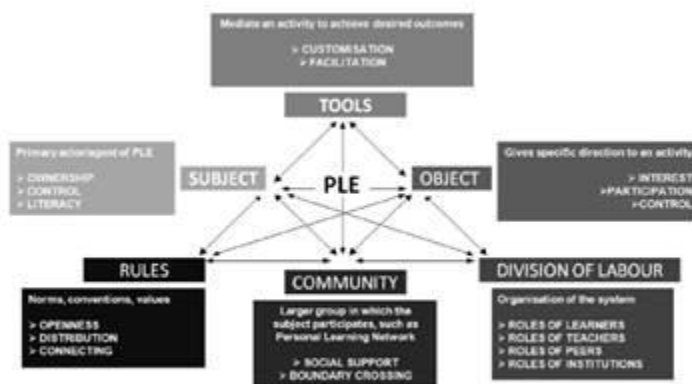 Mediate an activity to achieve desired outcomes
➢ CUSTOMISATION
➢ FACILITATION
TOOLS
Primary actor/agent of PLE
➢ OWNERSHIP
➢ CONTROL
➢ LITERACY
SUBJECT
PLE
OBJECT
Gives specific direction to an activity
➢ INTEREST
➢PARTICIPATION
➢CONTROL
RULES
Norms, conventions, values
➢ OPENNESS
➢ DISTRIBUTION
➢ CONNECTING
COMMUNITY
Larger group in which the
subject participates, such as
Personal Learning Network
➢ SOCIAL SUPPORT
➢ BOUNDARY CROSSING
DIVISION OF LABOUR
Organisation of the system
➢ ROLES OF LEARNERS
➢ ROLES OF TEACHERS
➢ ROLES OF PEERS
➢ ROLES OF INSTITUTIONS